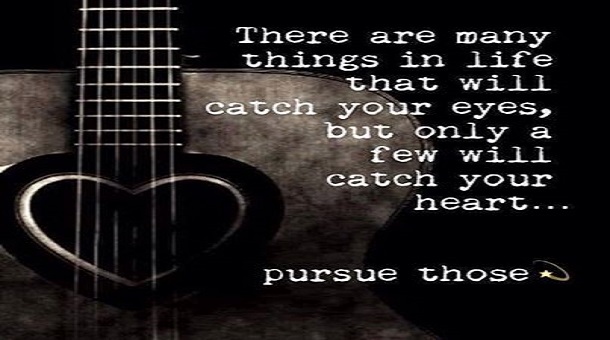 There are many
things in life
that will
catch your eyes,
but only a
few will
catch your
heart...
pursue those💫